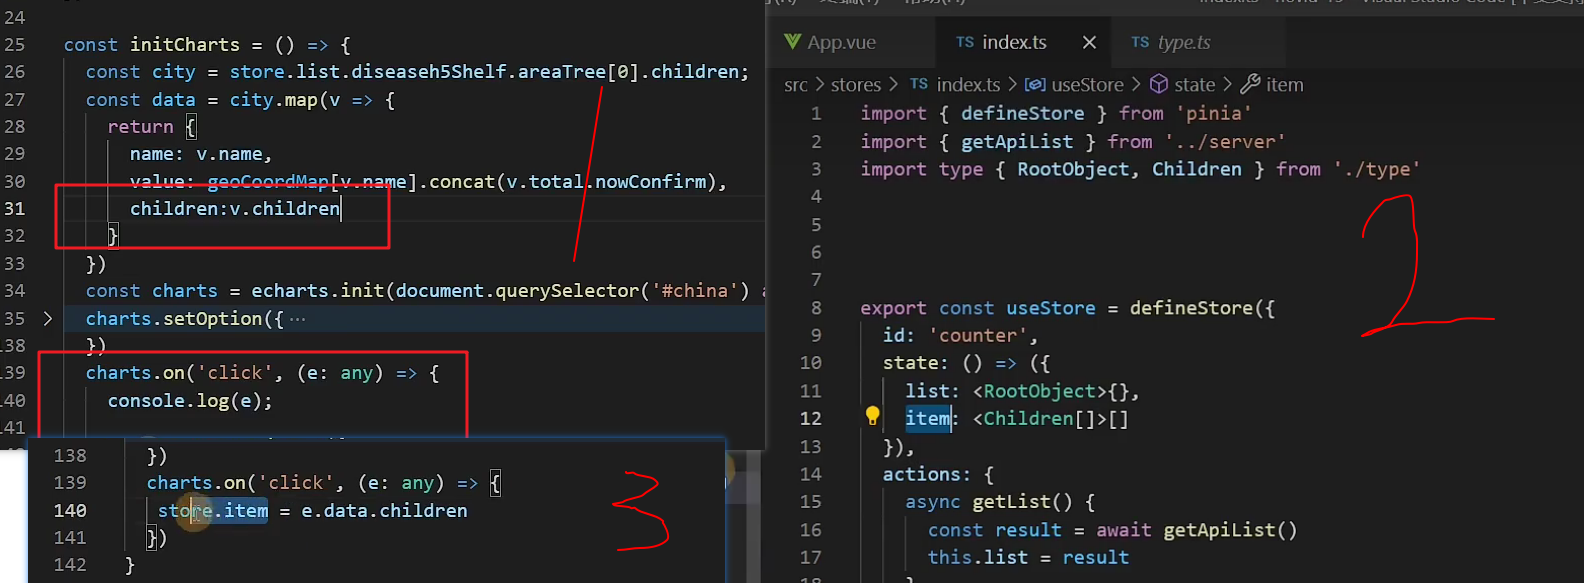 24
25 const initCharts = () => {
26 const city = store.list.diseaseh5Shelf.areaTree[0].children;
27 const data = city.map(v => {
28 return {
29 name: v.name,
30 value: geoCoordMap[v.name].concat(v.total.nowConfirm),
31 children:v.children
32 }
33 })
34 const charts = echarts.init(document.querySelector('#china')
35 charts.setOption({ ···
138 })
139 charts.on('click', (e: any) => {
140 console.log(e);
141
138 })
139 charts.on('click', (e: any) => {
140 store.item = e.data.children
141 })
142 }
3
App.vue
TS index.ts
TS type.ts
src > stores > TS index.ts > useStore > state > item
1 import { defineStore } from 'pinia'
2 import { getApiList } from '../server'
3 import type { RootObject, Children } from './type'
4
5
6
7
8 export const useStore = defineStore({
9 id: 'counter',
10 state: () => ({
11 list: <RootObject>{},
12 item: <Children[]>[]
13 }),
14 actions: {
15 async getList() {
16 const result = await getApiList()
17 this.list = result
2